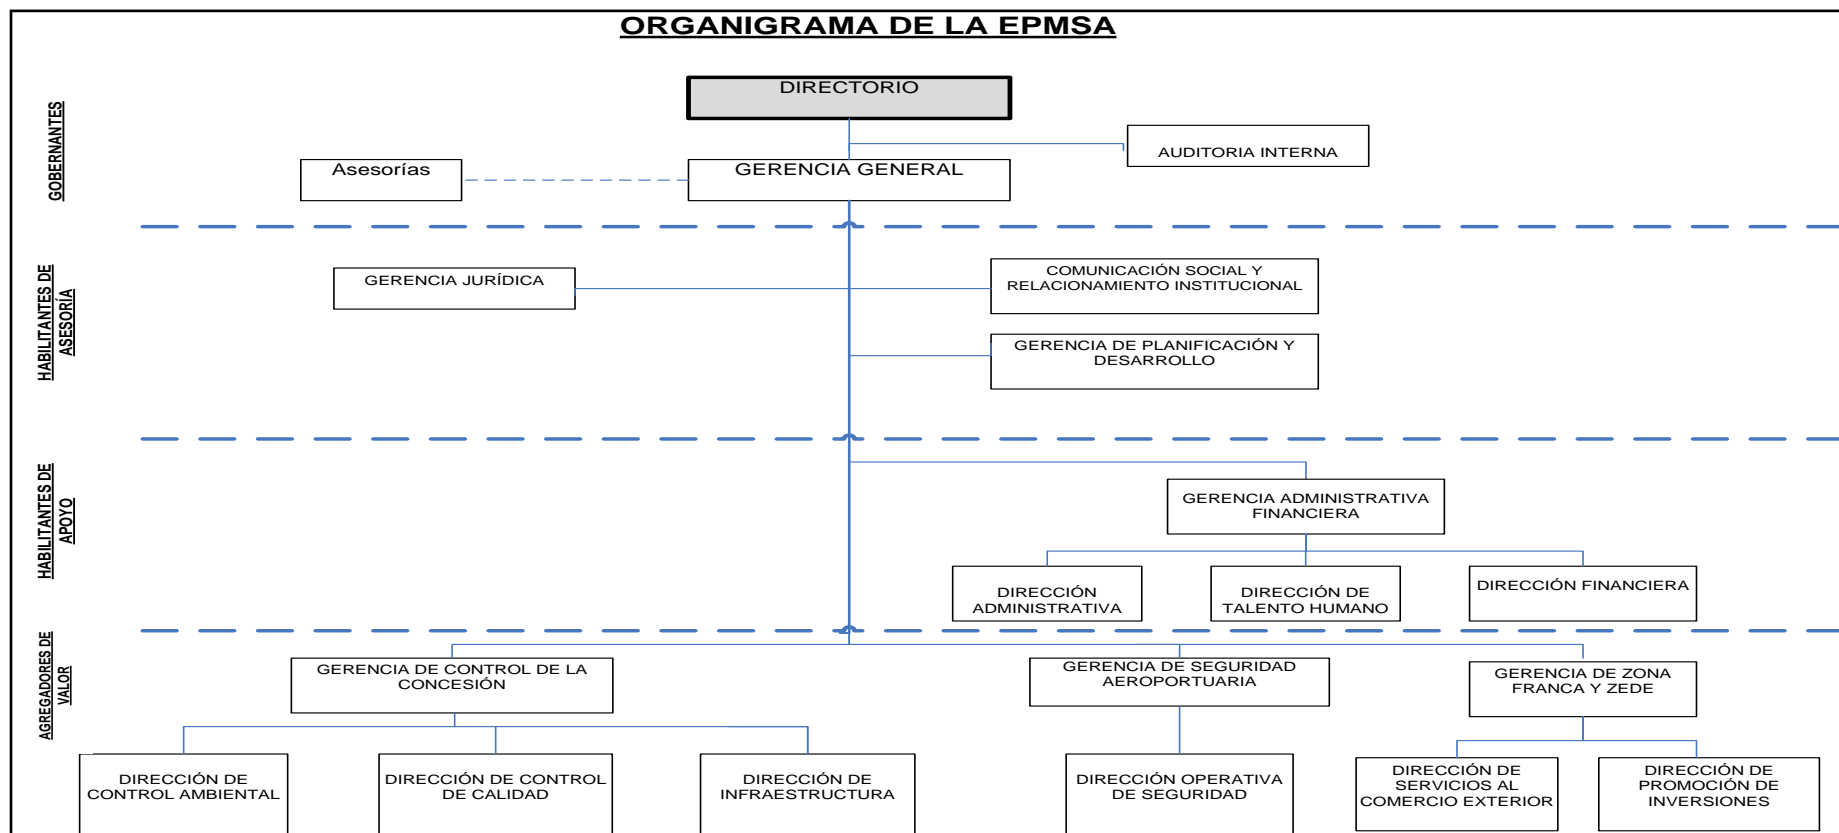 ORGANIGRAMA DE LA EPMSA
GOBERNANTES
DIRECTORIO
AUDITORIA INTERNA
Asesorías
GERENCIA GENERAL
HABILITANTES DE
ASESORÍA
GERENCIA JURÍDICA
COMUNICACIÓN SOCIAL Y
RELACIONAMIENTO INSTITUCIONAL
GERENCIA DE PLANIFICACIÓN Y
DESARROLLO
HABILITANTES DE
APOYO
GERENCIA ADMINISTRATIVA
FINANCIERA
DIRECCIÓN
ADMINISTRATIVA
DIRECCIÓN DE
TALENTO HUMANO
DIRECCIÓN FINANCIERA
AGREGADORES DE
VALOR
GERENCIA DE CONTROL DE LA
CONCESIÓN
GERENCIA DE SEGURIDAD
AEROPORTUARIA
GERENCIA DE ZONA
FRANCA Y ZEDE
DIRECCIÓN DE
CONTROL AMBIENTAL
DIRECCIÓN DE CONTROL
DE CALIDAD
DIRECCIÓN DE
INFRAESTRUCTURA
DIRECCIÓN OPERATIVA
DE SEGURIDAD
DIRECCIÓN DE
SERVICIOS AL
COMERCIO EXTERIOR
DIRECCIÓN DE
PROMOCIÓN DE
INVERSIONES